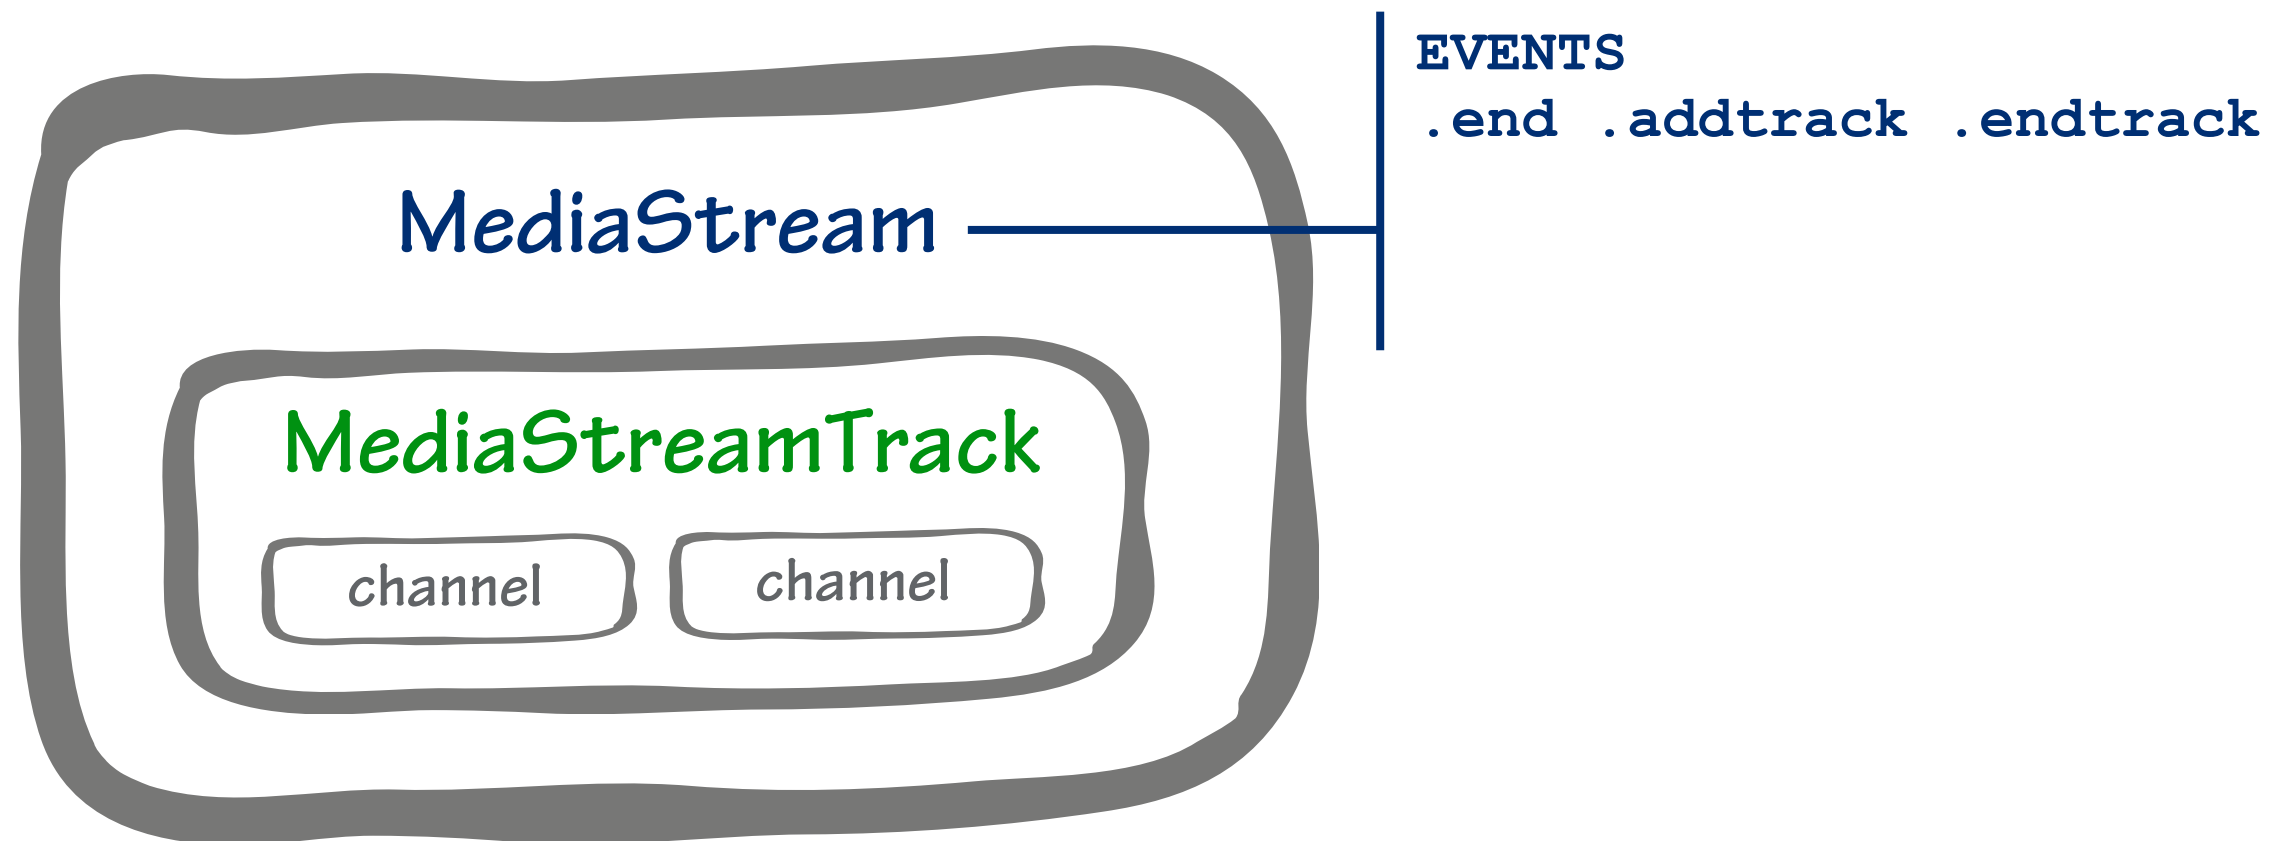 EVENTS
.end .addtrack .endtrack
MediaStream
MediaStreamTrack
channel channel